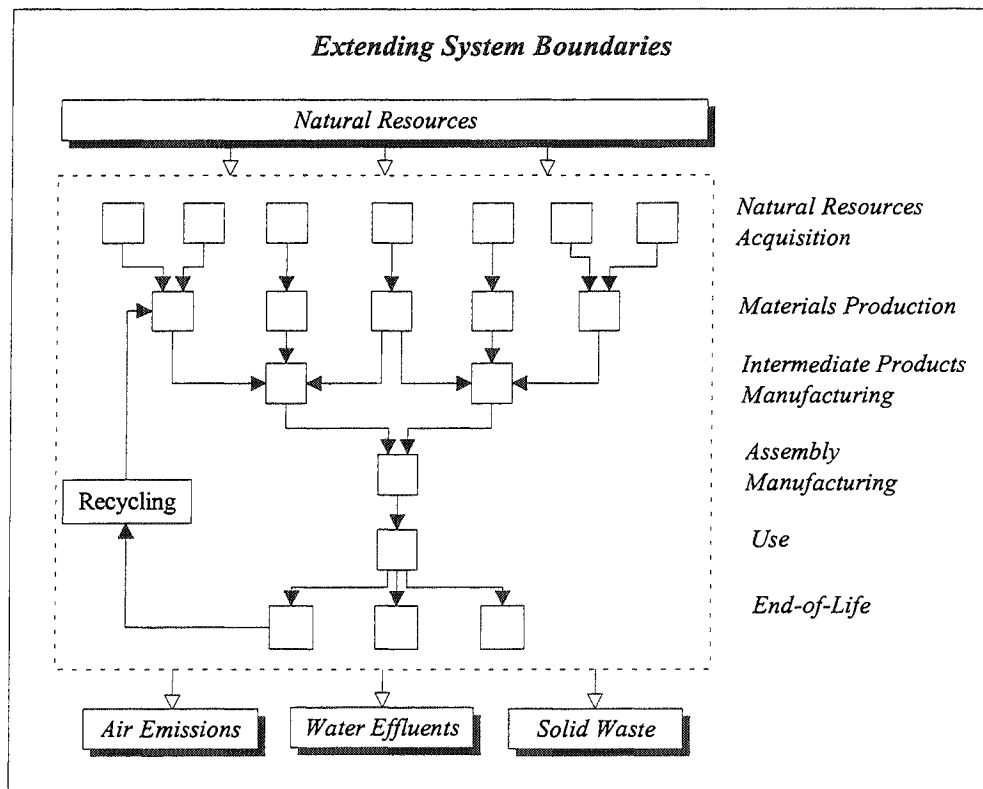 Extending System Boundaries
Natural Resources
Natural Resources
Acquisition
Materials Production
Intermediate Products
Manufacturing
Assembly
Manufacturing
Recycling
Use
End-of-Life
Air Emissions
Water Effluents
Solid Waste